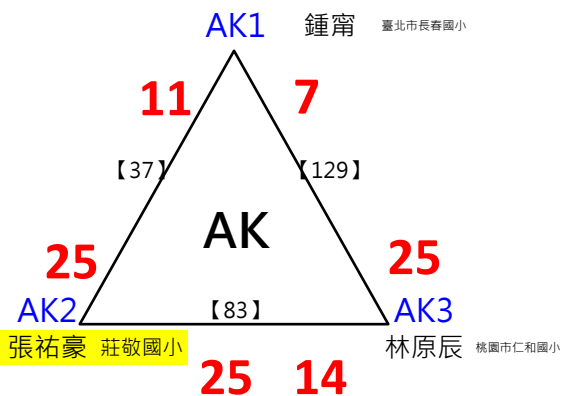 AK1 鍾甯 臺北市長春國小
11 7
【37】 【129】
AK
25 25
AK2 【83】 AK3
張祐豪 莊敬國小 林原辰 桃園市仁和國小
25 14